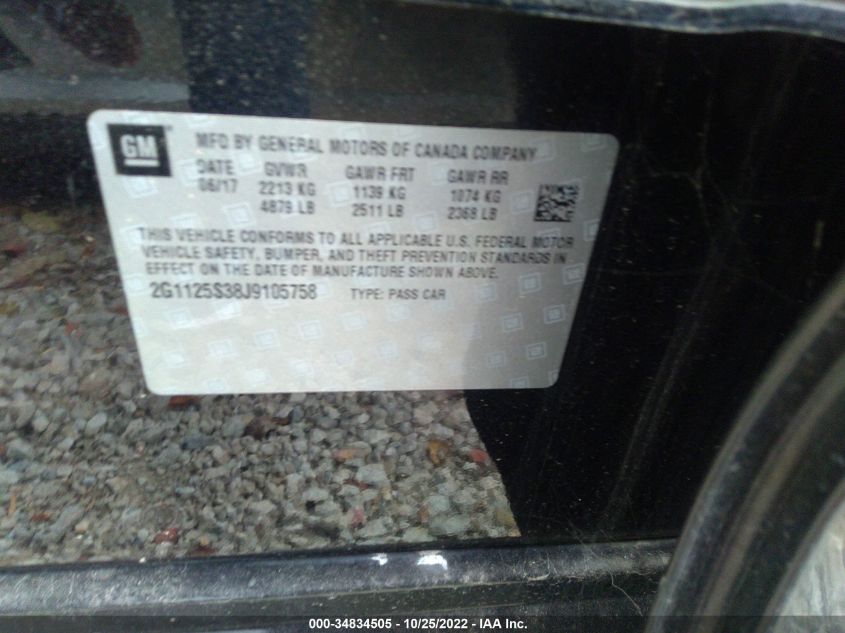 GM MFD BY GENERAL MOTORS OF CANADA COMPANY
DATE GVWR GAWR FRT GAWR RR
06/17 2213 KG 1139 KG 1074 KG
4879 LB 2511 LB 2368 LB
THIS VEHICLE CONFORMS TO ALL APPLICABLE U.S. FEDERAL MOTOR
VEHICLE SAFETY, BUMPER, AND THEFT PREVENTION STANDARDS IN
EFFECT ON THE DATE OF MANUFACTURE SHOWN ABOVE.
2G1125S38J9105758 TYPE: PASS CAR
000-34834505 - 10/25/2022 - IAA Inc.